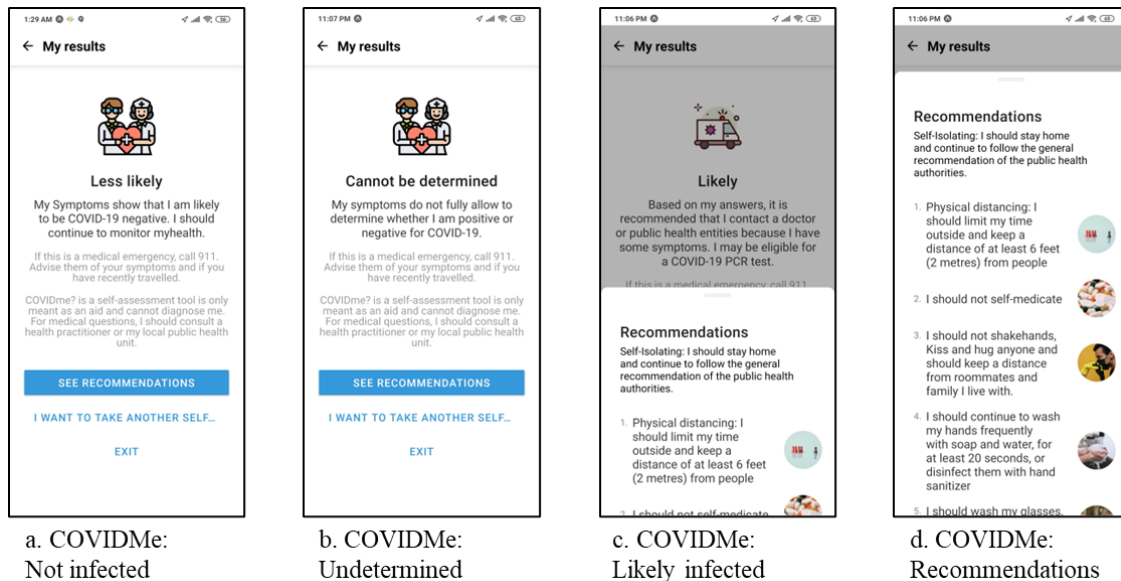 1:29 AM
56
My results
Less likely
My Symptoms show that I am likely
to be COVID-19 negative. I should
continue to monitor myhealth.
If this is a medical emergency, call 911.
Advise them of your symptoms and if you
have recently travelled.
COVIDme? is a self-assessment tool is only
meant as an aid and cannot diagnose me.
For medical questions, I should consult a
health practitioner or my local public health
unit.
SEE RECOMMENDATIONS
I WANT TO TAKE ANOTHER SELF...
EXIT
a. COVIDMe:
Not infected
11:07 PM
63
My results
Cannot be determined
My symptoms do not fully allow to
determine whether I am positive or
negative for COVID-19.
If this is a medical emergency, call 911.
Advise them of your symptoms and if you
have recently travelled.
COVIDme? is a self-assessment tool is only
meant as an aid and cannot diagnose me.
For medical questions, I should consult a
health practitioner or my local public health
unit.
SEE RECOMMENDATIONS
I WANT TO TAKE ANOTHER SELF...
EXIT
b. COVIDMe:
Undetermined
11:06 PM
63
My results
Likely
Based on my answers, it is
recommended that I contact a doctor
or public health entities because I have
some symptoms. I may be eligible for
a COVID-19 PCR test.
If this is a medical emergency, call 911.
Recommendations
Self-Isolating: I should stay home
and continue to follow the general
recommendation of the public health
authorities.
1. Physical distancing: I
should limit my time
outside and keep a
distance of at least 6 feet
(2 metres) from people
2. I should not self-medicate
c. COVIDMe:
Likely infected
11:06 PM
63
My results
Recommendations
Self-Isolating: I should stay home
and continue to follow the general
recommendation of the public health
authorities.
1. Physical distancing: I
should limit my time
outside and keep a
distance of at least 6 feet
(2 metres) from people
2. I should not self-medicate
3. I should not shakehands,
Kiss and hug anyone and
should keep a distance
from roommates and
family I live with.
4. I should continue to wash
my hands frequently
with soap and water, for
at least 20 seconds, or
disinfect them with hand
sanitizer
5. I should wash my glasses,
d. COVIDMe:
Recommendations